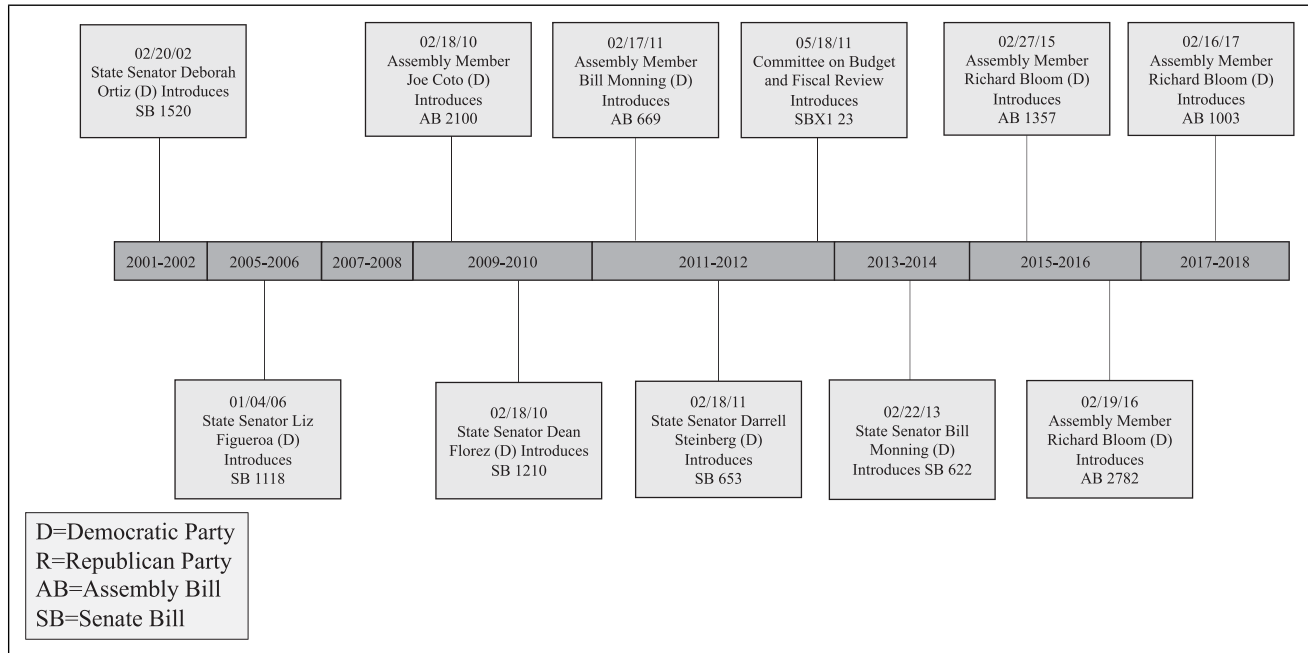 02/20/02
State Senator Deborah
Ortiz (D) Introduces
SB 1520
02/18/10
Assembly Member
Joe Coto (D)
Introduces
AB 2100
02/17/11
Assembly Member
Bill Monning (D)
Introduces
AB 669
05/18/11
Committee on Budget
and Fiscal Review
Introduces
SBX1 23
02/27/15
Assembly Member
Richard Bloom (D)
Introduces
AB 1357
02/16/17
Assembly Member
Richard Bloom (D)
Introduces
AB 1003
2001-2002
2005-2006
2007-2008
2009-2010
2011-2012
2013-2014
2015-2016
2017-2018
01/04/06
State Senator Liz
Figueroa (D)
Introduces
SB 1118
02/18/10
State Senator Dean
Florez (D) Introduces
SB 1210
02/18/11
State Senator Darrell
Steinberg (D)
Introduces
SB 653
02/22/13
State Senator Bill
Monning (D)
Introduces SB 622
02/19/16
Assembly Member
Richard Bloom (D)
Introduces
AB 2782
D=Democratic Party
R=Republican Party
AB=Assembly Bill
SB=Senate Bill